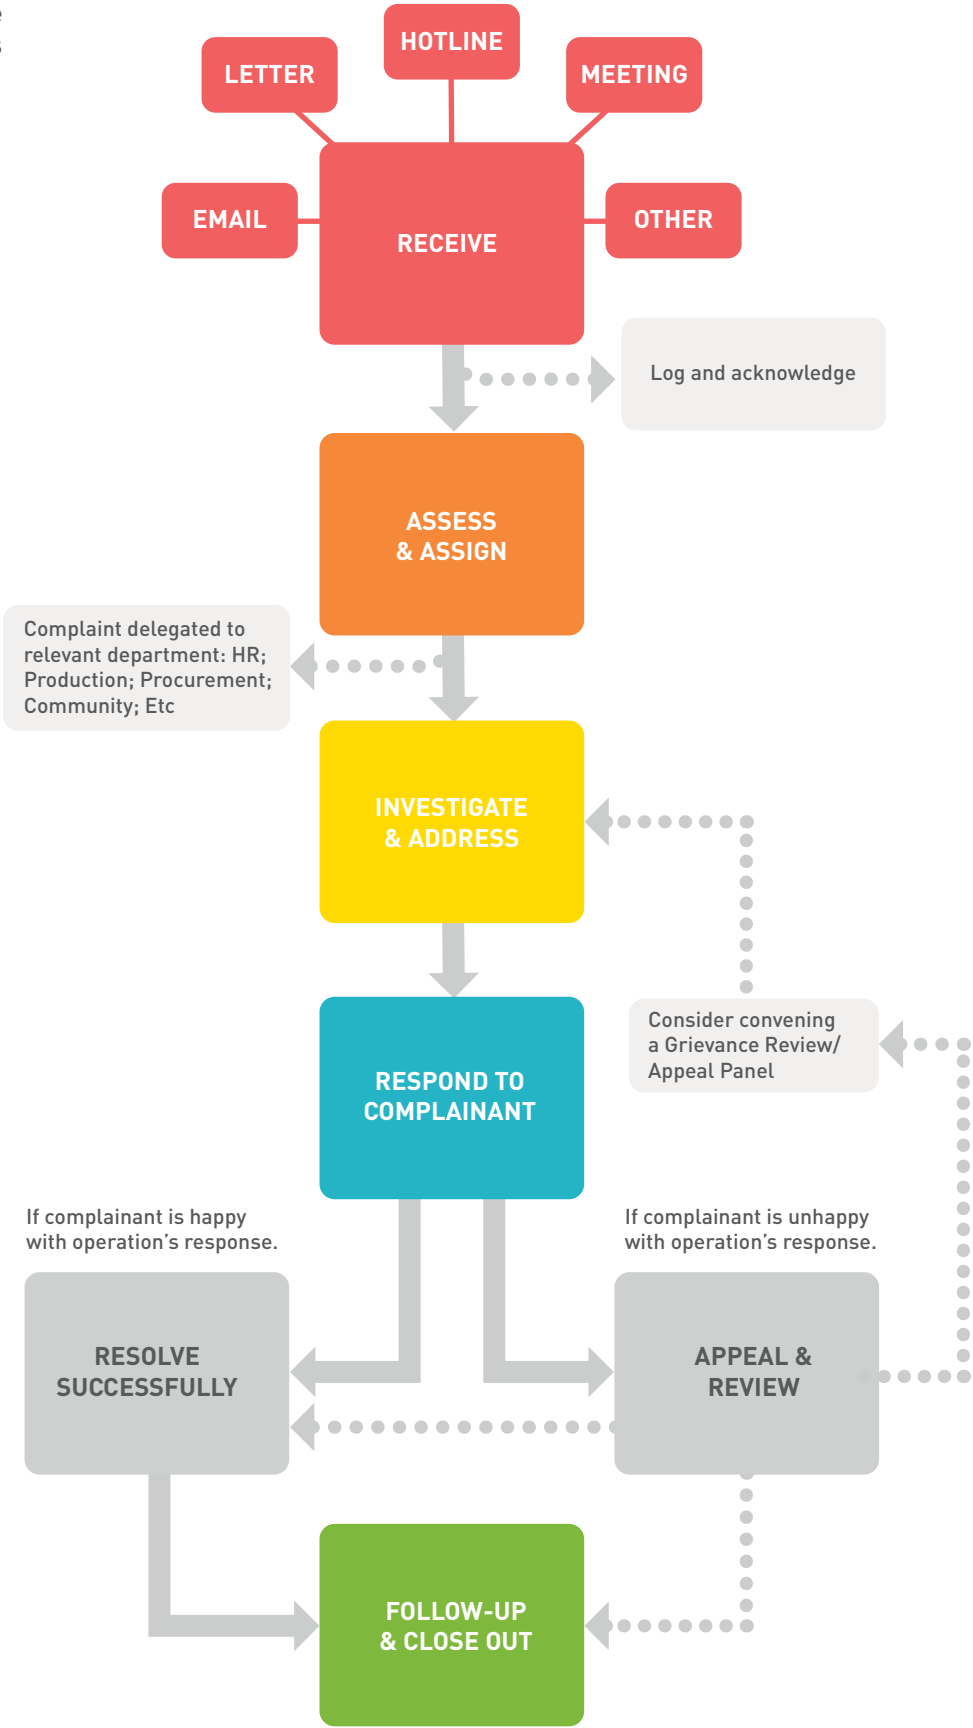 HOTLINE
LETTER
MEETING
EMAIL
OTHER
RECEIVE
Log and acknowledge
ASSESS
& ASSIGN
Complaint delegated to
relevant department: HR;
Production; Procurement;
Community; Etc
INVESTIGATE
& ADDRESS
Consider convening
a Grievance Review/
Appeal Panel
RESPOND TO
COMPLAINANT
If complainant is happy
with operation's response.
If complainant is unhappy
with operation's response.
RESOLVE
SUCCESSFULLY
APPEAL &
REVIEW
FOLLOW-UP
& CLOSE OUT